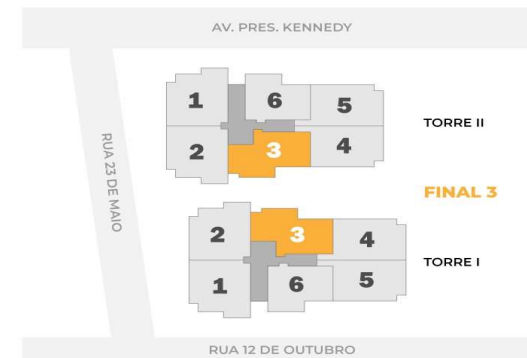 AV. PRES. KENNEDY
1
6
5
TORRE II
2
3
4
RUA 23 DE MAIO
FINAL 3
2
3
4
TORRE I
1
6
5
RUA 12 DE OUTUBRO